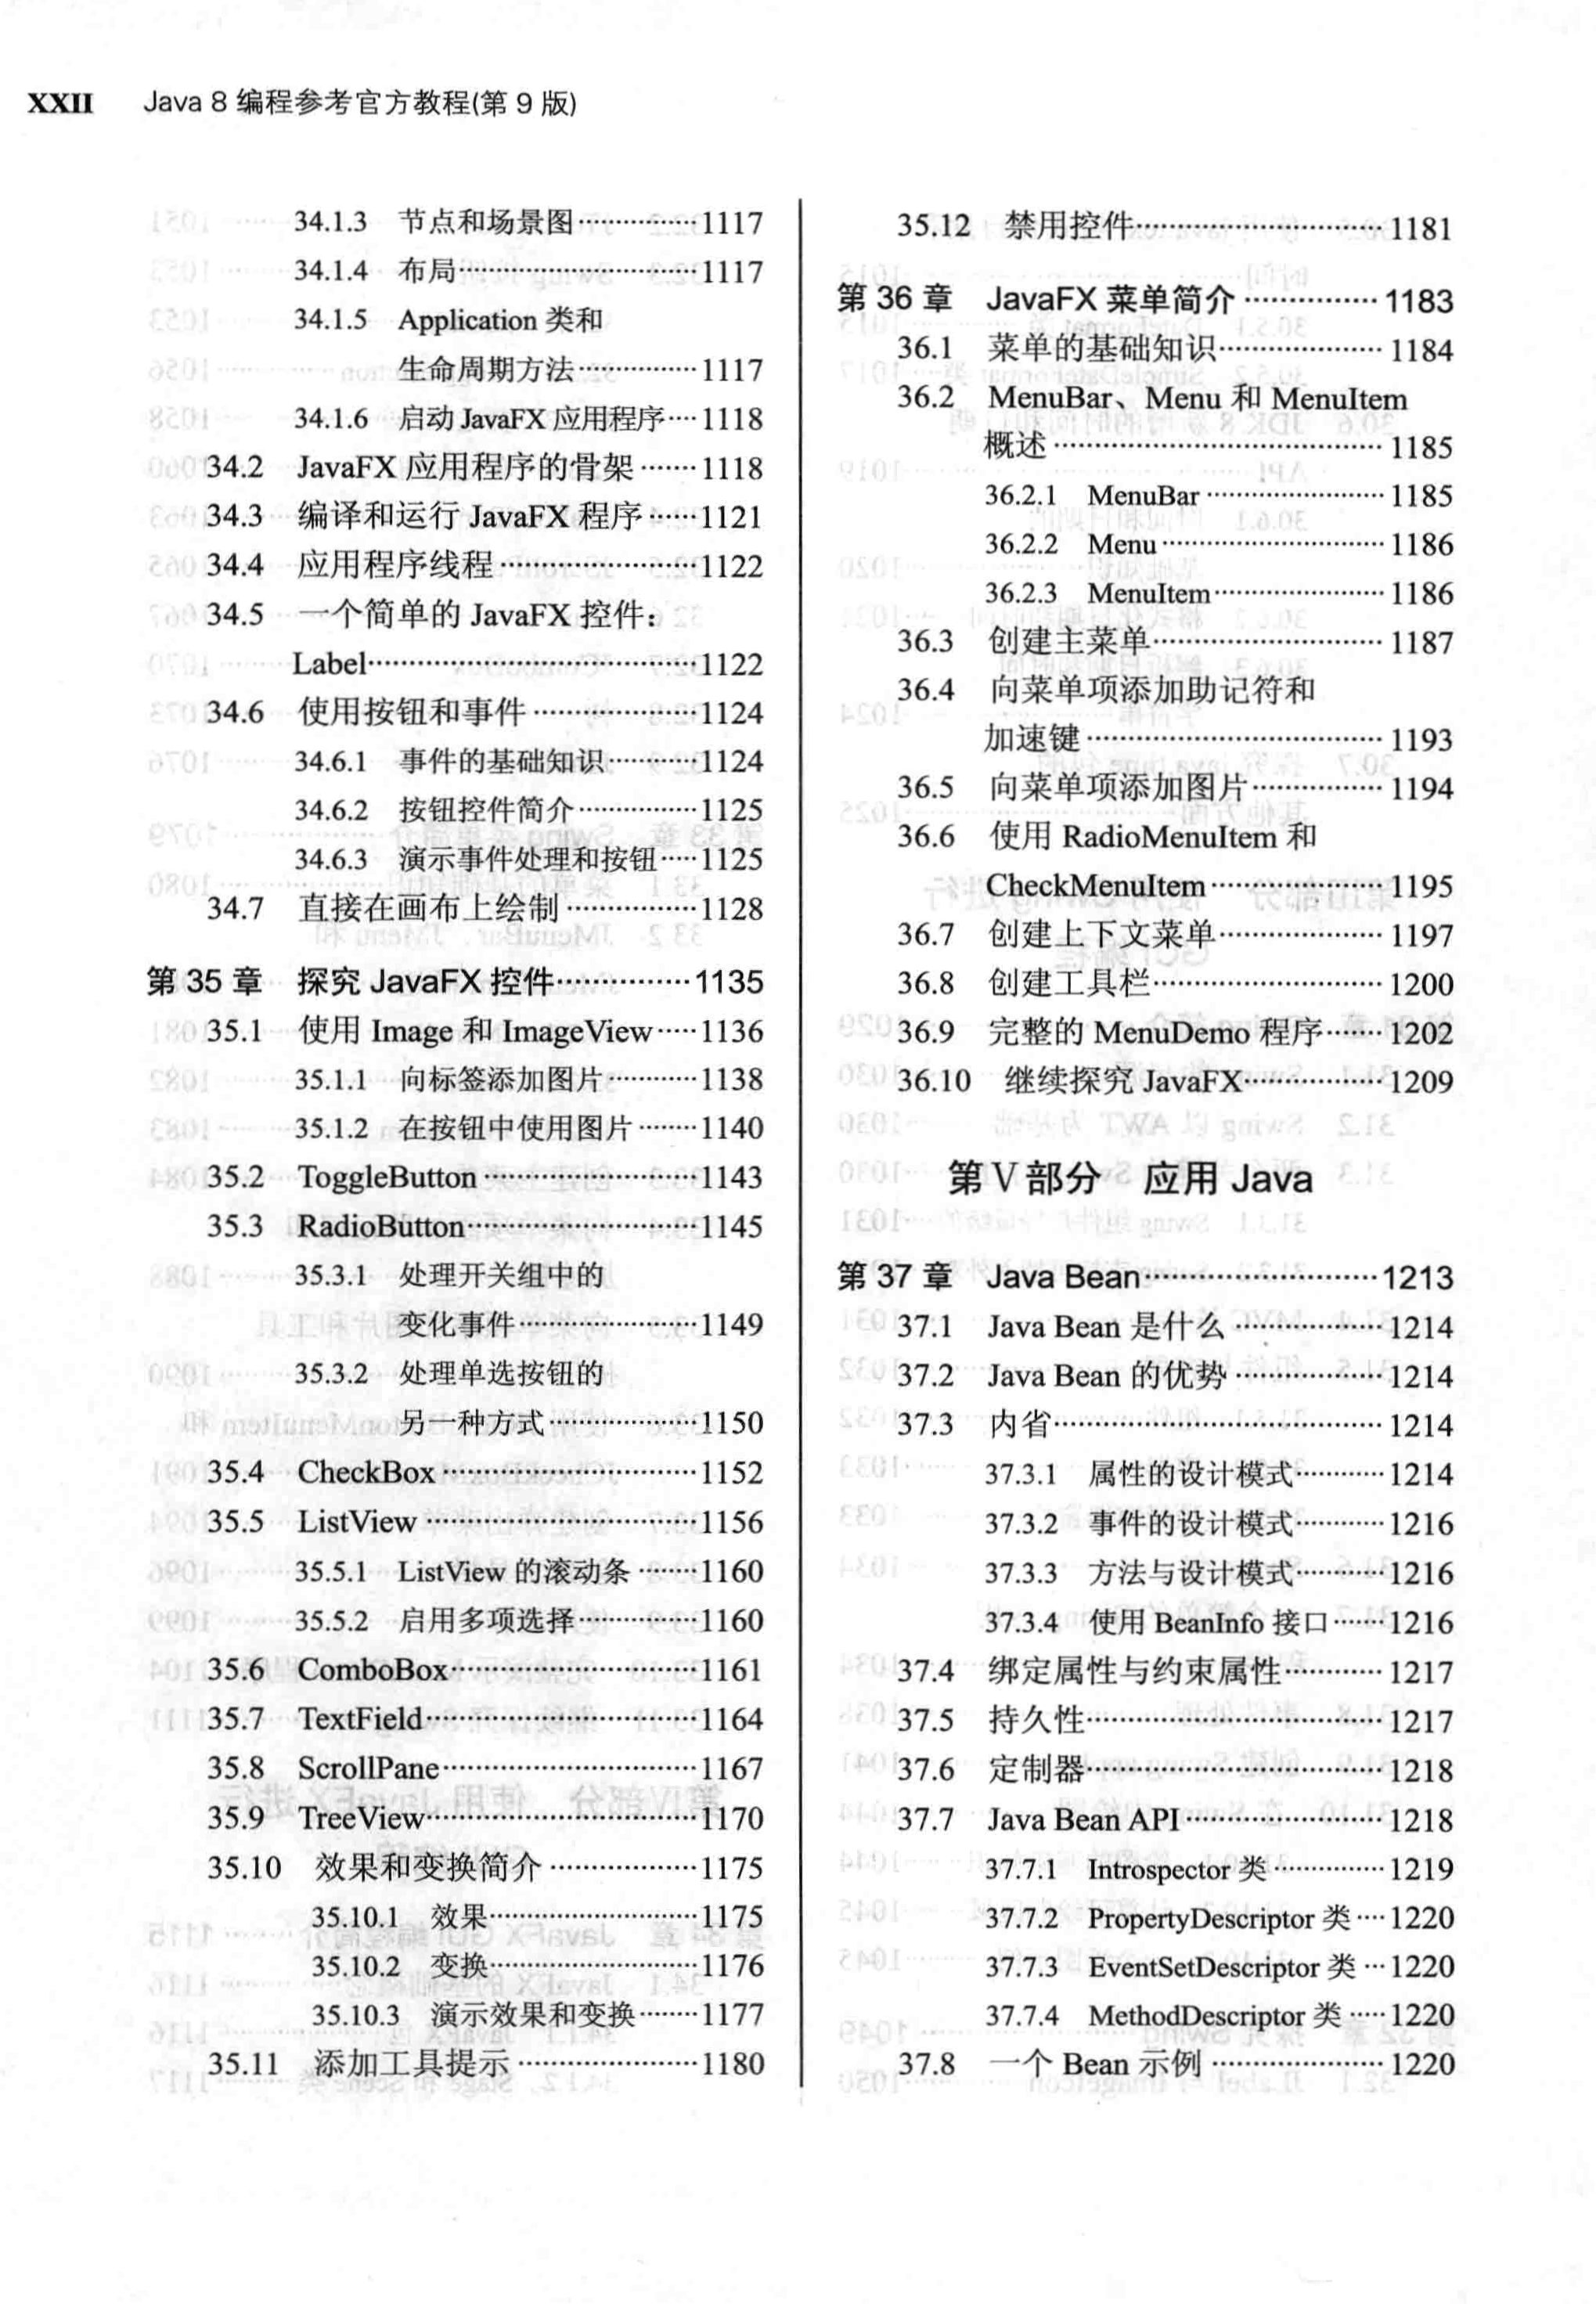 XXII Java 8 编程参考官方教程(第 9 版)
34.1.3 节点和场景图……………1117
34.1.4 布局…………………………1117
34.1.5 Application 类和
生命周期方法……………1117
34.1.6 启动 JavaFX 应用程序····1118
34.2 JavaFX 应用程序的骨架·······1118
34.3 编译和运行 JavaFX 程序······1121
34.4 应用程序线程……………………1122
34.5 一个简单的 JavaFX 控件：
Label……………………………………1122
34.6 使用按钮和事件…………………1124
34.6.1 事件的基础知识…………1124
34.6.2 按钮控件简介……………1125
34.6.3 演示事件处理和按钮·····1125
34.7 直接在画布上绘制……………1128
第 35 章 探究 JavaFX 控件……………1135
35.1 使用 Image 和 ImageView·····1136
35.1.1 向标签添加图片…………1138
35.1.2 在按钮中使用图片········1140
35.2 ToggleButton………………………1143
35.3 RadioButton…………………………1145
35.3.1 处理开关组中的
变化事件……………………1149
35.3.2 处理单选按钮的
另一种方式………………1150
35.4 CheckBox……………………………1152
35.5 ListView………………………………1156
35.5.1 ListView 的滚动条·······1160
35.5.2 启用多项选择……………1160
35.6 ComboBox……………………………1161
35.7 TextField………………………………1164
35.8 ScrollPane……………………………1167
35.9 TreeView………………………………1170
35.10 效果和变换简介………………1175
35.10.1 效果………………………1175
35.10.2 变换………………………1176
35.10.3 演示效果和变换········1177
35.11 添加工具提示……………………1180
35.12 禁用控件……………………………1181
第 36 章 JavaFX 菜单简介……………1183
36.1 菜单的基础知识…………………1184
36.2 MenuBar、Menu 和 MenuItem
概述……………………………………1185
36.2.1 MenuBar……………………1185
36.2.2 Menu…………………………1186
36.2.3 MenuItem……………………1186
36.3 创建主菜单…………………………1187
36.4 向菜单项添加助记符和
加速键…………………………………1193
36.5 向菜单项添加图片………………1194
36.6 使用 RadioMenuItem 和
CheckMenuItem……………………1195
36.7 创建上下文菜单…………………1197
36.8 创建工具栏…………………………1200
36.9 完整的 MenuDemo 程序·······1202
36.10 继续探究 JavaFX………………1209
第Ⅴ部分 应用 Java
第 37 章 Java Bean…………………………1213
37.1 Java Bean 是什么………………1214
37.2 Java Bean 的优势………………1214
37.3 内省……………………………………1214
37.3.1 属性的设计模式…………1214
37.3.2 事件的设计模式…………1216
37.3.3 方法与设计模式…………1216
37.3.4 使用 BeanInfo 接口······1216
37.4 绑定属性与约束属性…………1217
37.5 持久性…………………………………1217
37.6 定制器…………………………………1218
37.7 Java Bean API……………………1218
37.7.1 Introspector 类……………1219
37.7.2 PropertyDescriptor 类····1220
37.7.3 EventSetDescriptor 类···1220
37.7.4 MethodDescriptor 类·····1220
37.8 一个 Bean 示例…………………1220